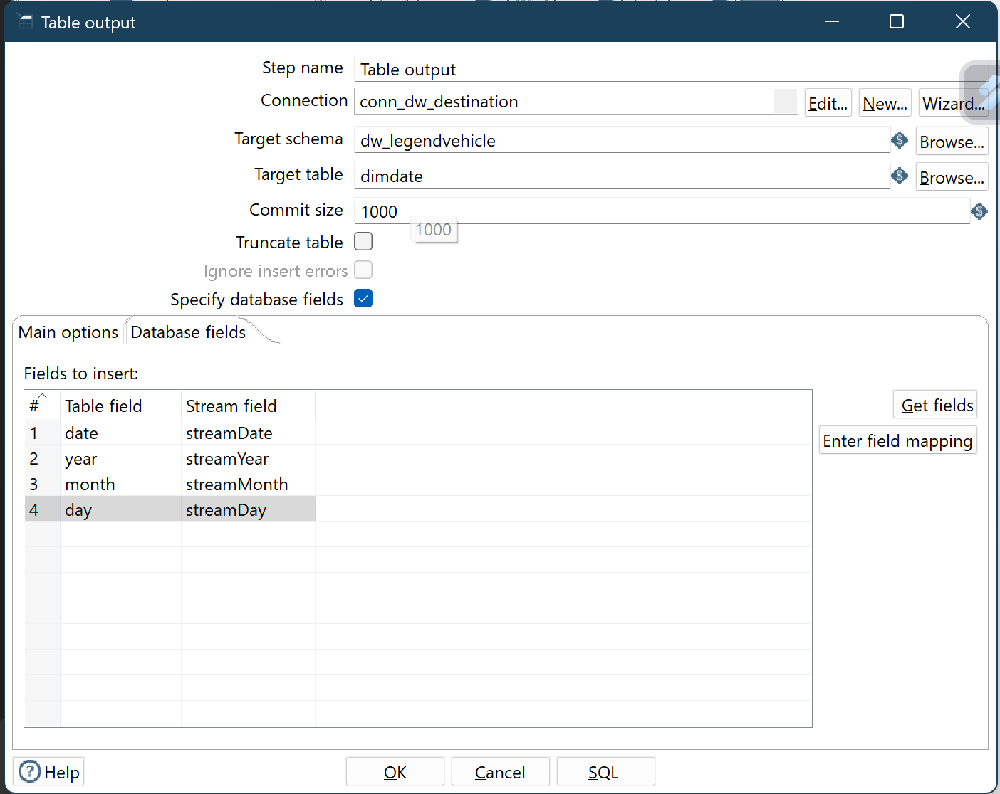 Table output
Step name Table output
Connection conn_dw_destination Edit... New... Wizard...
Target schema dw_legendvehicle S Browse...
Target table dimdate S Browse...
Commit size 1000 S
1000
Truncate table
Ignore insert errors
Specify database fields
Main options Database fields
Fields to insert:
# Table field Stream field Get fields
1 date streamDate
Enter field mapping
2 year streamYear
3 month streamMonth
4 day streamDay
? Help OK Cancel SQL